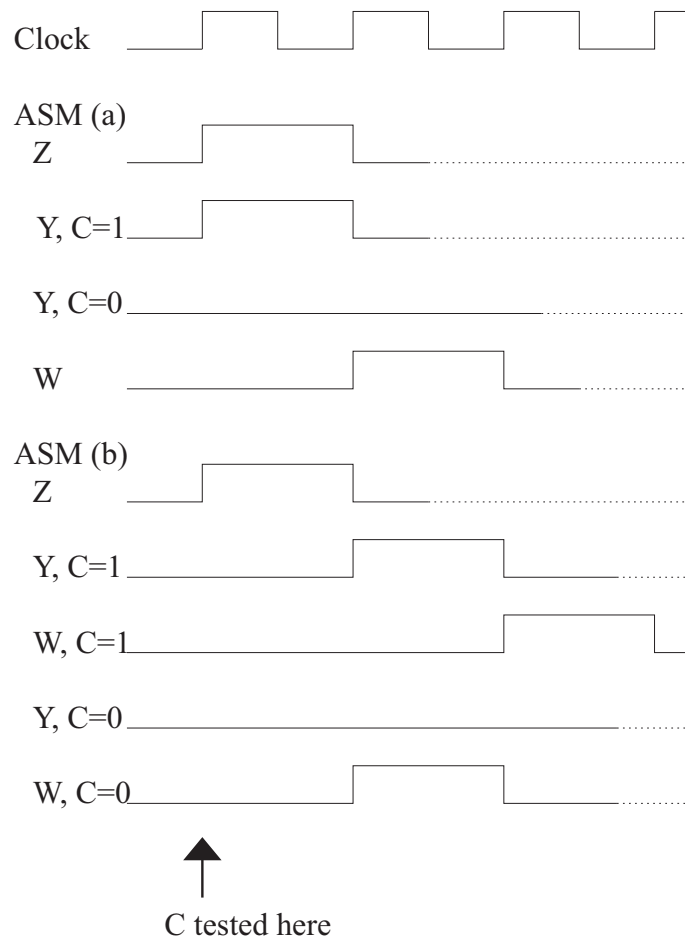 Clock
ASM (a)
Z
Y, C=1
Y, C=0
W
ASM (b)
Z
Y, C=1
W, C=1
Y, C=0
W, C=0
C tested here